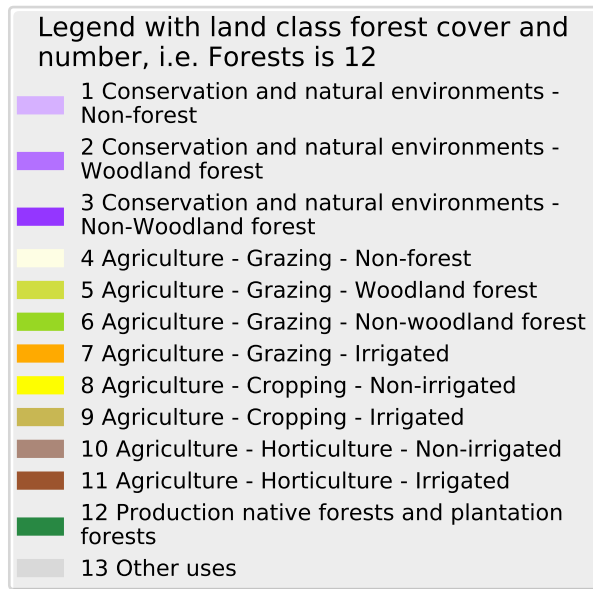 Legend with land class forest cover and
number, i.e. Forests is 12
1 Conservation and natural environments -
Non-forest
2 Conservation and natural environments -
Woodland forest
3 Conservation and natural environments -
Non-Woodland forest
4 Agriculture - Grazing - Non-forest
5 Agriculture - Grazing - Woodland forest
6 Agriculture - Grazing - Non-woodland forest
7 Agriculture - Grazing - Irrigated
8 Agriculture - Cropping - Non-irrigated
9 Agriculture - Cropping - Irrigated
10 Agriculture - Horticulture - Non-irrigated
11 Agriculture - Horticulture - Irrigated
12 Production native forests and plantation
forests
13 Other uses